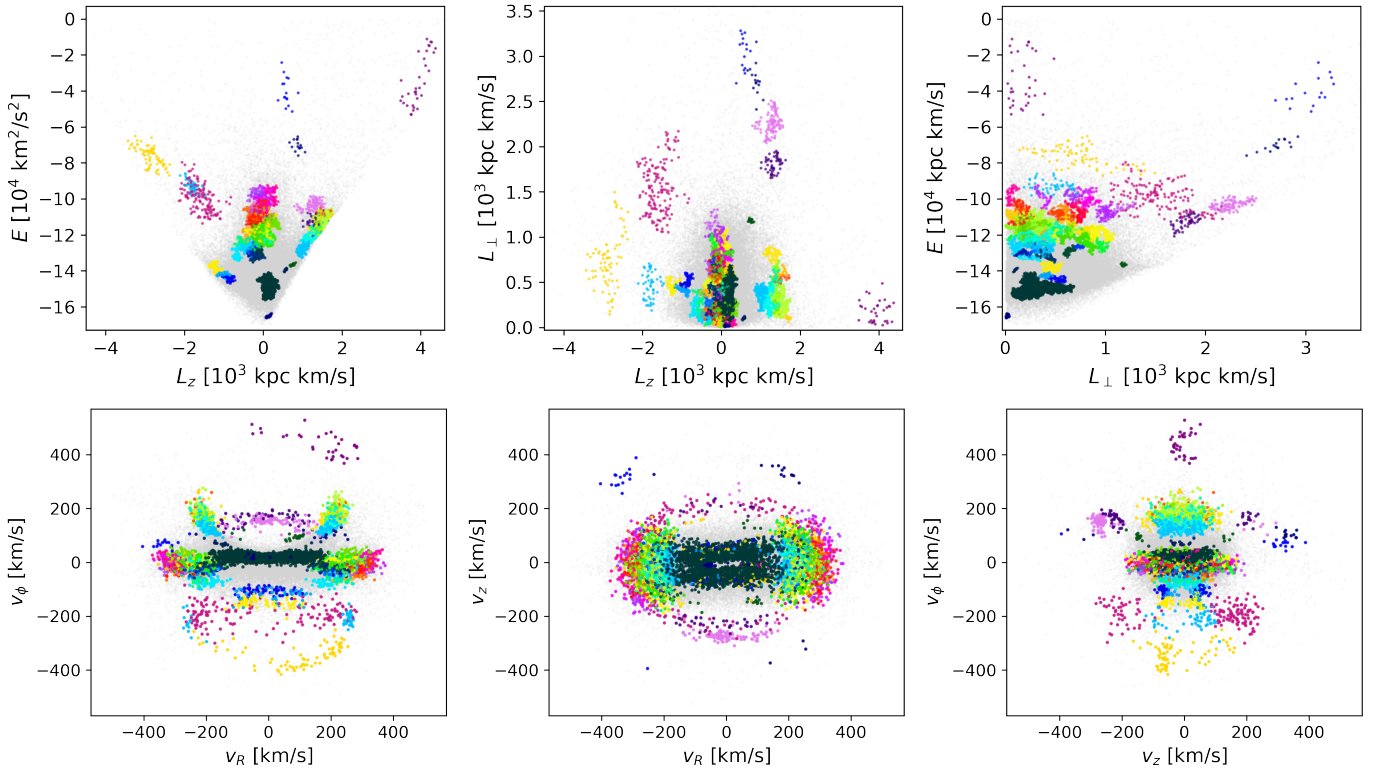 0
−2
−4
−6
−8
−10
−12
−14
−16
E [10⁴ km²/s²]
−4 −2 0 2 4
L_z [10³ kpc km/s]
3.5
3.0
2.5
2.0
1.5
1.0
0.5
0.0
L_⊥ [10³ kpc km/s]
−4 −2 0 2 4
L_z [10³ kpc km/s]
0
−2
−4
−6
−8
−10
−12
−14
−16
E [10⁴ kpc km/s]
0 1 2 3
L_⊥ [10³ kpc km/s]
400
200
0
−200
−400
v_ϕ [km/s]
−400 −200 0 200 400
v_R [km/s]
400
200
0
−200
−400
v_z [km/s]
−400 −200 0 200 400
v_R [km/s]
400
200
0
−200
−400
v_ϕ [km/s]
−400 −200 0 200 400
v_z [km/s]